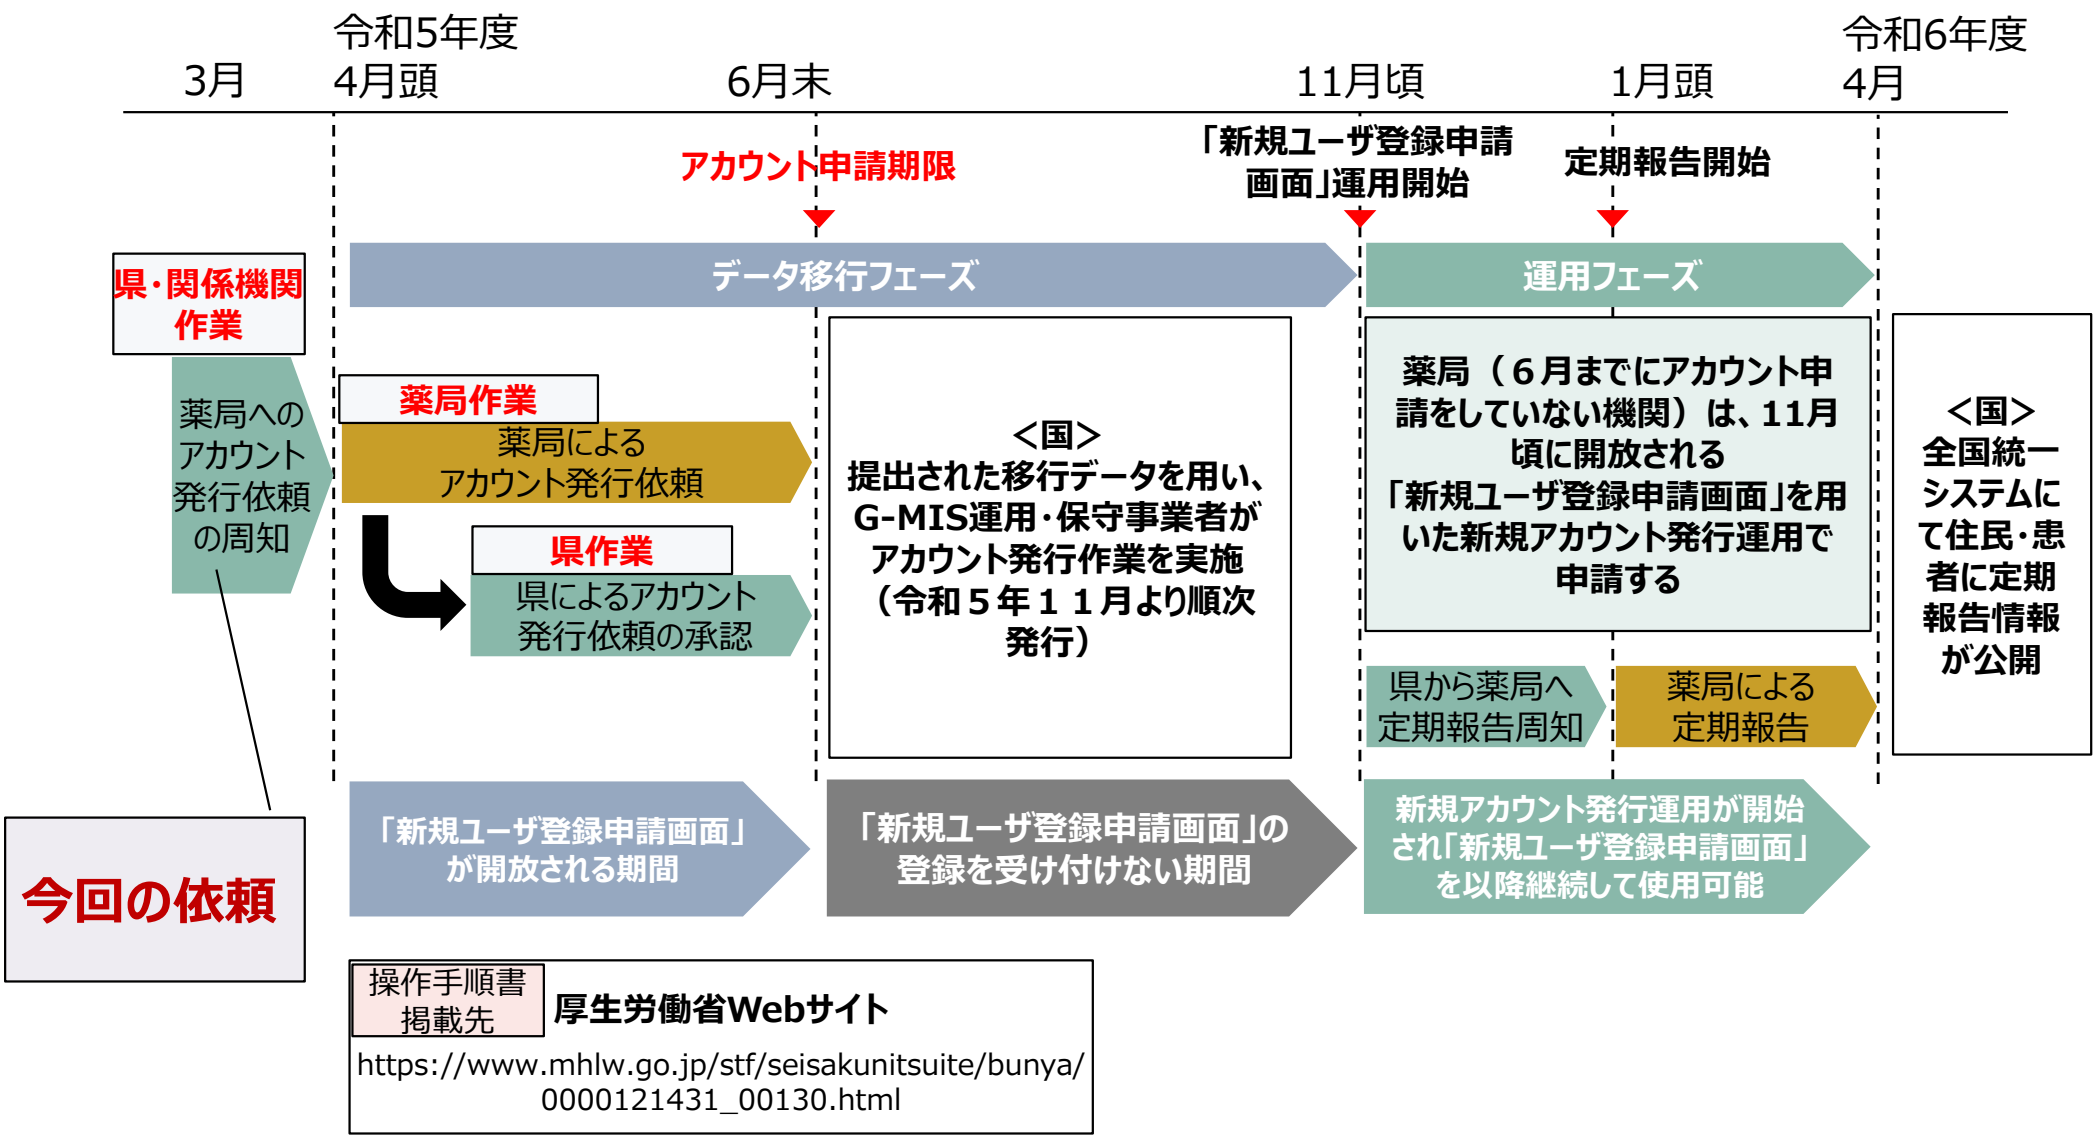 令和5年度
令和6年度
3月
4月頭
6月末
11月頃
1月頭
4月
アカウント申請期限
「新規ユーザ登録申請
画面」運用開始
定期報告開始
データ移行フェーズ
運用フェーズ
県・関係機関
作業
薬局への
アカウント
発行依頼
の周知
薬局作業
薬局による
アカウント発行依頼
県作業
県によるアカウント
発行依頼の承認
＜国＞
提出された移行データを用い、
G-MIS運用・保守事業者が
アカウント発行作業を実施
（令和５年１１月より順次
発行）
薬局（６月までにアカウント申
請をしていない機関）は、11月
頃に開放される
「新規ユーザ登録申請画面」を用
いた新規アカウント発行運用で
申請する
県から薬局へ
定期報告周知
薬局による
定期報告
＜国＞
全国統一
システムに
て住民・患
者に定期
報告情報
が公開
「新規ユーザ登録申請画面」
が開放される期間
「新規ユーザ登録申請画面」の
登録を受け付けない期間
新規アカウント発行運用が開始
され「新規ユーザ登録申請画面」
を以降継続して使用可能
今回の依頼
操作手順書
掲載先
厚生労働省Webサイト
https://www.mhlw.go.jp/stf/seisakunitsuite/bunya/
0000121431_00130.html